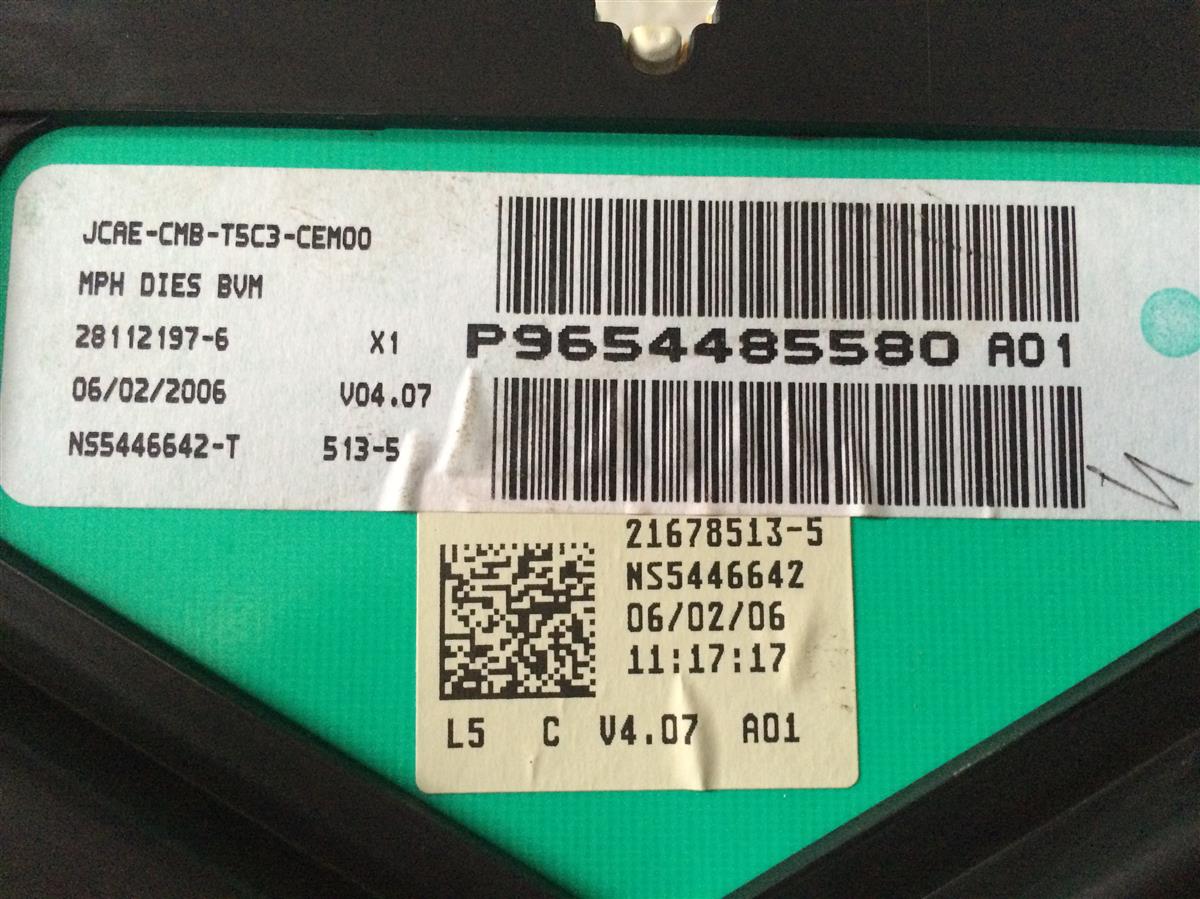 JCAE-CMB-T5C3-CEM00
MPH DIES BVM
28112197-6 X1
P9654485580 A01
06/02/2006 V04.07
NS5446642-T 513-5
21678513-5
NS5446642
06/02/06
11:17:17
L5 C V4.07 A01